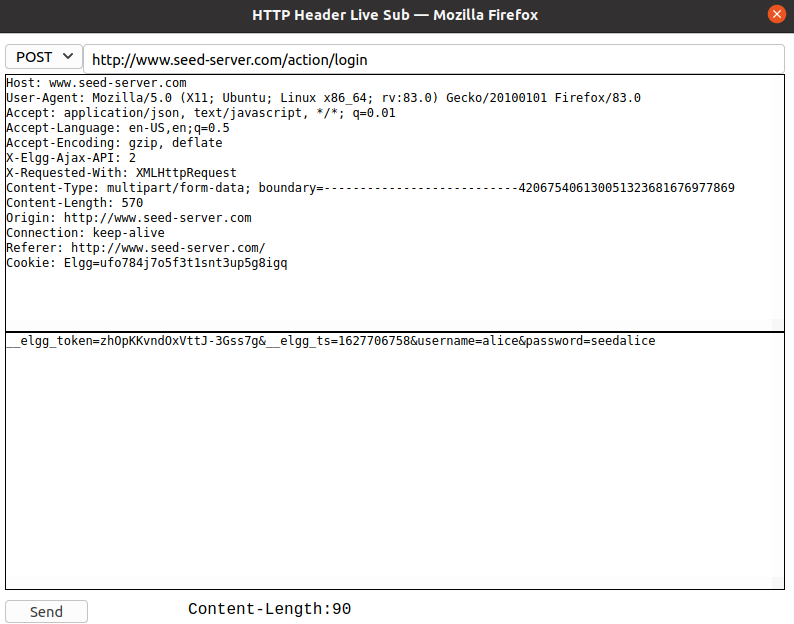 HTTP Header Live Sub — Mozilla Firefox
POST http://www.seed-server.com/action/login
Host: www.seed-server.com
User-Agent: Mozilla/5.0 (X11; Ubuntu; Linux x86_64; rv:83.0) Gecko/20100101 Firefox/83.0
Accept: application/json, text/javascript, */*; q=0.01
Accept-Language: en-US,en;q=0.5
Accept-Encoding: gzip, deflate
X-Elgg-Ajax-API: 2
X-Requested-With: XMLHttpRequest
Content-Type: multipart/form-data; boundary=---------------------------420675406130051323681676977869
Content-Length: 570
Origin: http://www.seed-server.com
Connection: keep-alive
Referer: http://www.seed-server.com/
Cookie: Elgg=ufo784j7o5f3t1snt3up5g8igq
__elgg_token=zhOpKKvndOxVttJ-3Gss7g&__elgg_ts=1627706758&username=alice&password=seedalice
Send Content-Length:90